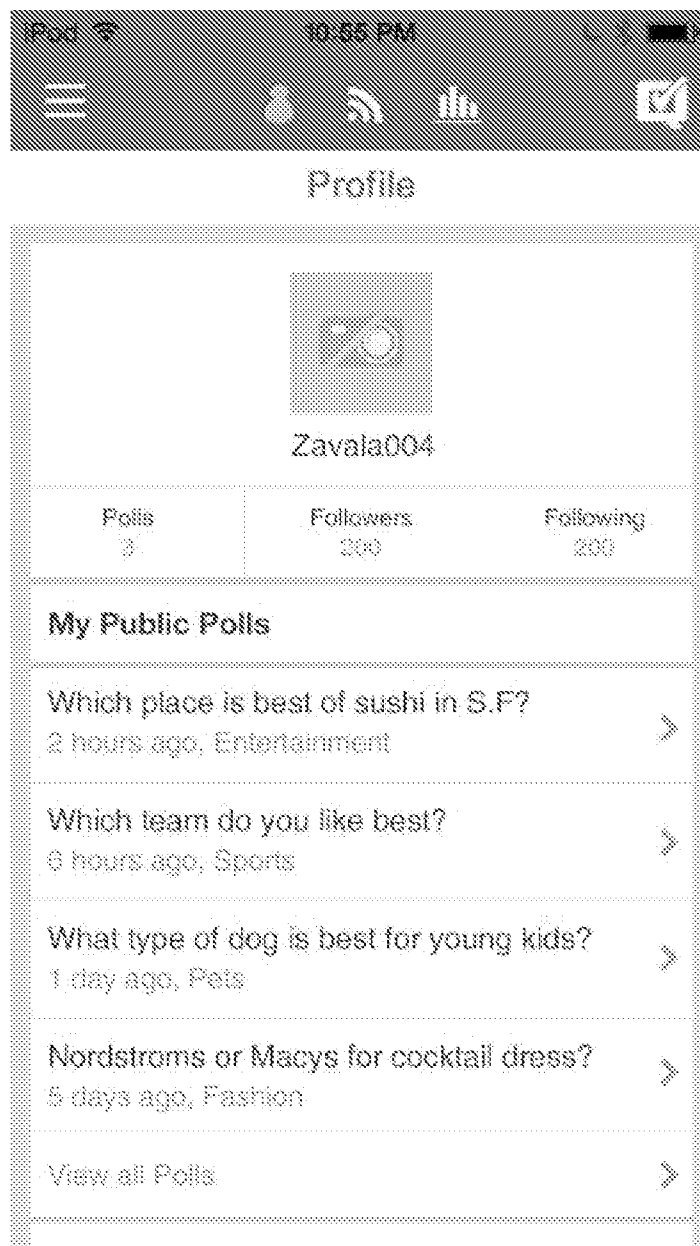 iPod 10:55 PM
Profile
Zavala004
Polls Followers Following
3 300 200
My Public Polls
Which place is best of sushi in S.F?
2 hours ago, Entertainment
Which team do you like best?
6 hours ago, Sports
What type of dog is best for young kids?
1 day ago, Pets
Nordstroms or Macys for cocktail dress?
5 days ago, Fashion
View all Polls